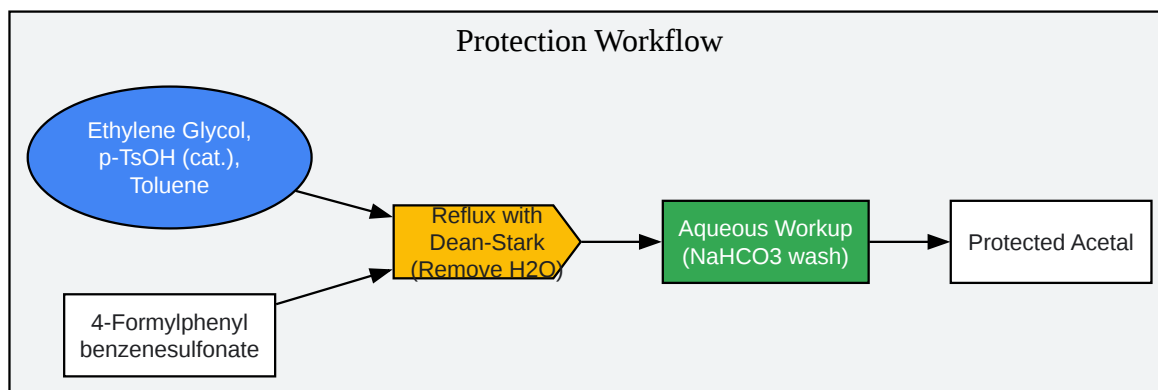 Protection Workflow
Ethylene Glycol,
p-TsOH (cat.),
Toluene
4-Formylphenyl
benzenesulfonate
Reflux with
Dean-Stark
(Remove H2O)
Aqueous Workup
(NaHCO3 wash)
Protected Acetal